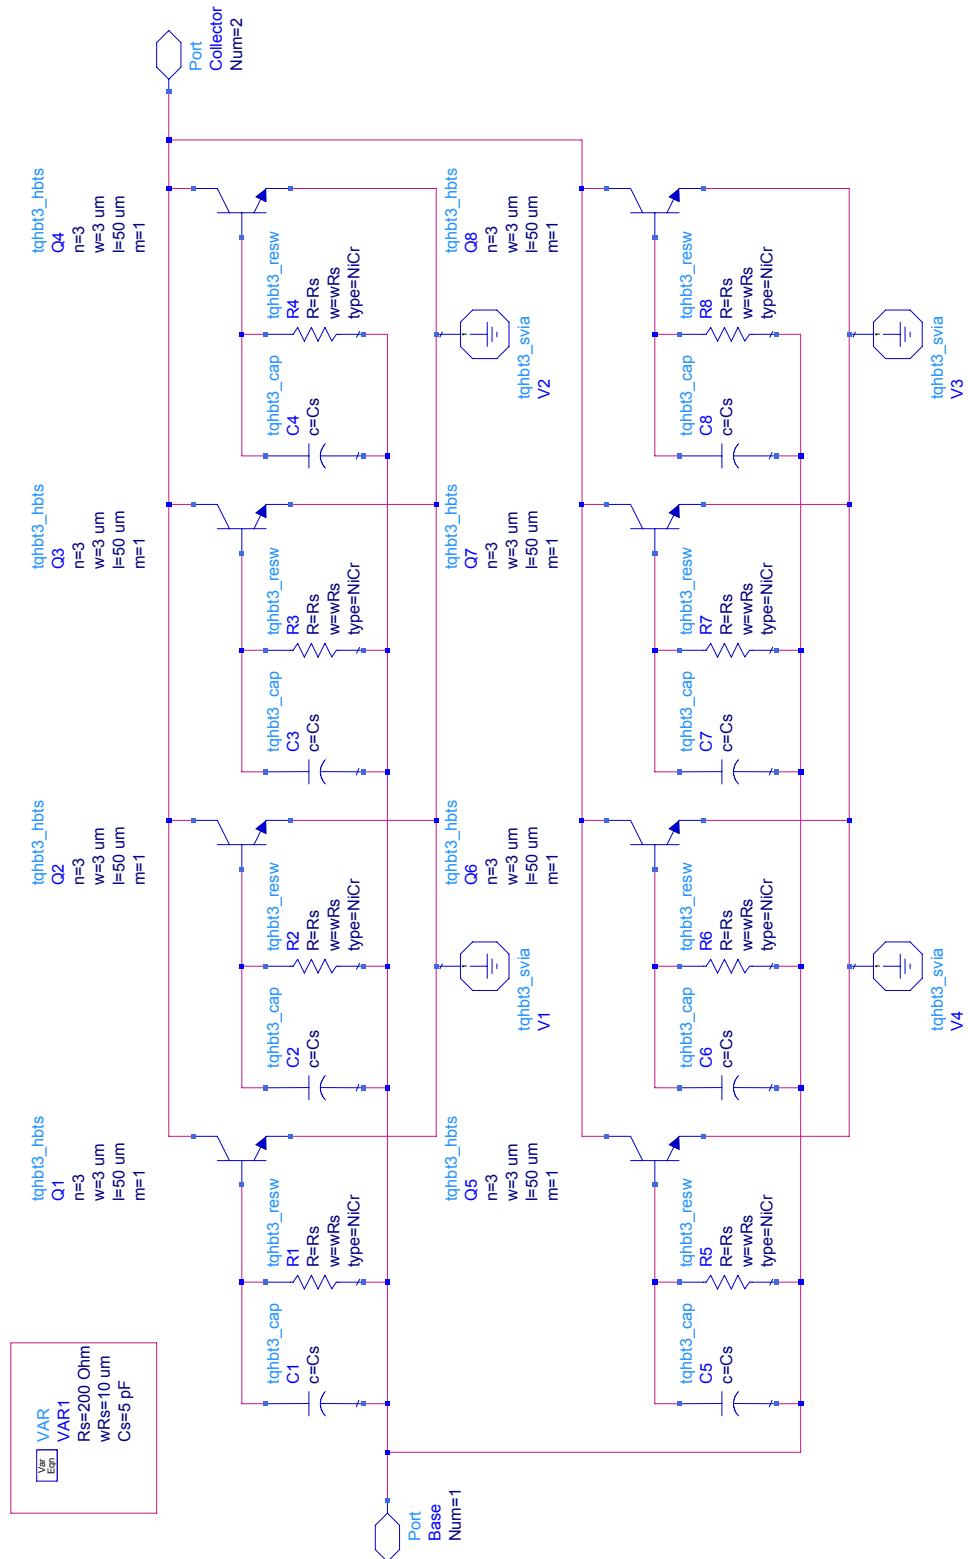 Var
Eqn
VAR
VAR1
Rs=200 Ohm
wRs=10 um
Cs=5 pF
tqhbt3_hbts
Q1
n=3
w=3 um
l=50 um
m=1
tqhbt3_hbts
Q2
n=3
w=3 um
l=50 um
m=1
tqhbt3_hbts
Q3
n=3
w=3 um
l=50 um
m=1
tqhbt3_hbts
Q4
n=3
w=3 um
l=50 um
m=1
Port
Collector
Num=2
tqhbt3_cap
C1
c=Cs
tqhbt3_resw
R1
R=Rs
w=wRs
type=NiCr
tqhbt3_cap
C2
c=Cs
tqhbt3_resw
R2
R=Rs
w=wRs
type=NiCr
tqhbt3_cap
C3
c=Cs
tqhbt3_resw
R3
R=Rs
w=wRs
type=NiCr
tqhbt3_cap
C4
c=Cs
tqhbt3_resw
R4
R=Rs
w=wRs
type=NiCr
Port
Base
Num=1
tqhbt3_svia
V1
tqhbt3_svia
V2
tqhbt3_hbts
Q5
n=3
w=3 um
l=50 um
m=1
tqhbt3_hbts
Q6
n=3
w=3 um
l=50 um
m=1
tqhbt3_hbts
Q7
n=3
w=3 um
l=50 um
m=1
tqhbt3_hbts
Q8
n=3
w=3 um
l=50 um
m=1
tqhbt3_cap
C5
c=Cs
tqhbt3_resw
R5
R=Rs
w=wRs
type=NiCr
tqhbt3_cap
C6
c=Cs
tqhbt3_resw
R6
R=Rs
w=wRs
type=NiCr
tqhbt3_cap
C7
c=Cs
tqhbt3_resw
R7
R=Rs
w=wRs
type=NiCr
tqhbt3_cap
C8
c=Cs
tqhbt3_resw
R8
R=Rs
w=wRs
type=NiCr
tqhbt3_svia
V4
tqhbt3_svia
V3